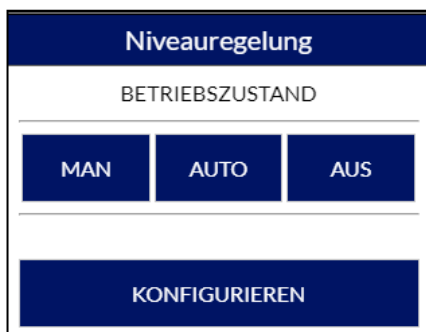 Niveauregelung
BETRIEBSZUSTAND
MAN AUTO AUS
KONFIGURIEREN